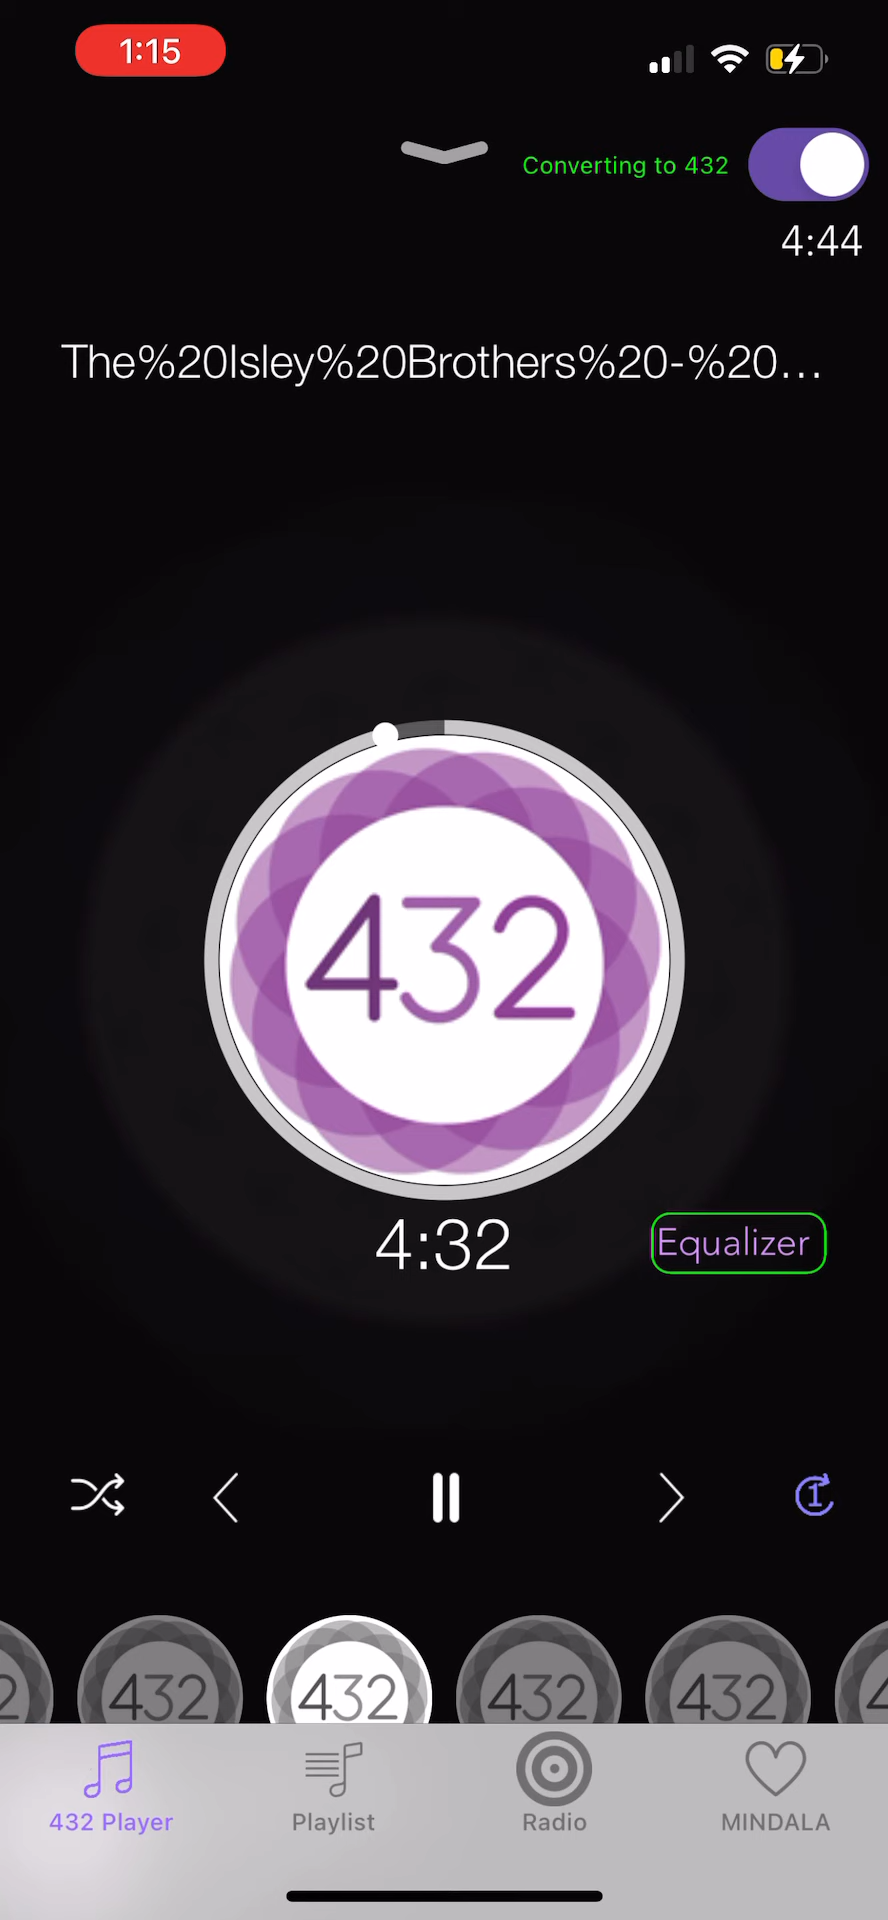 1:15
Converting to 432
4:44
The%20Isley%20Brothers%20-%20...
432
4:32
Equalizer
1
432 432 432 432
432 Player Playlist Radio MINDALA